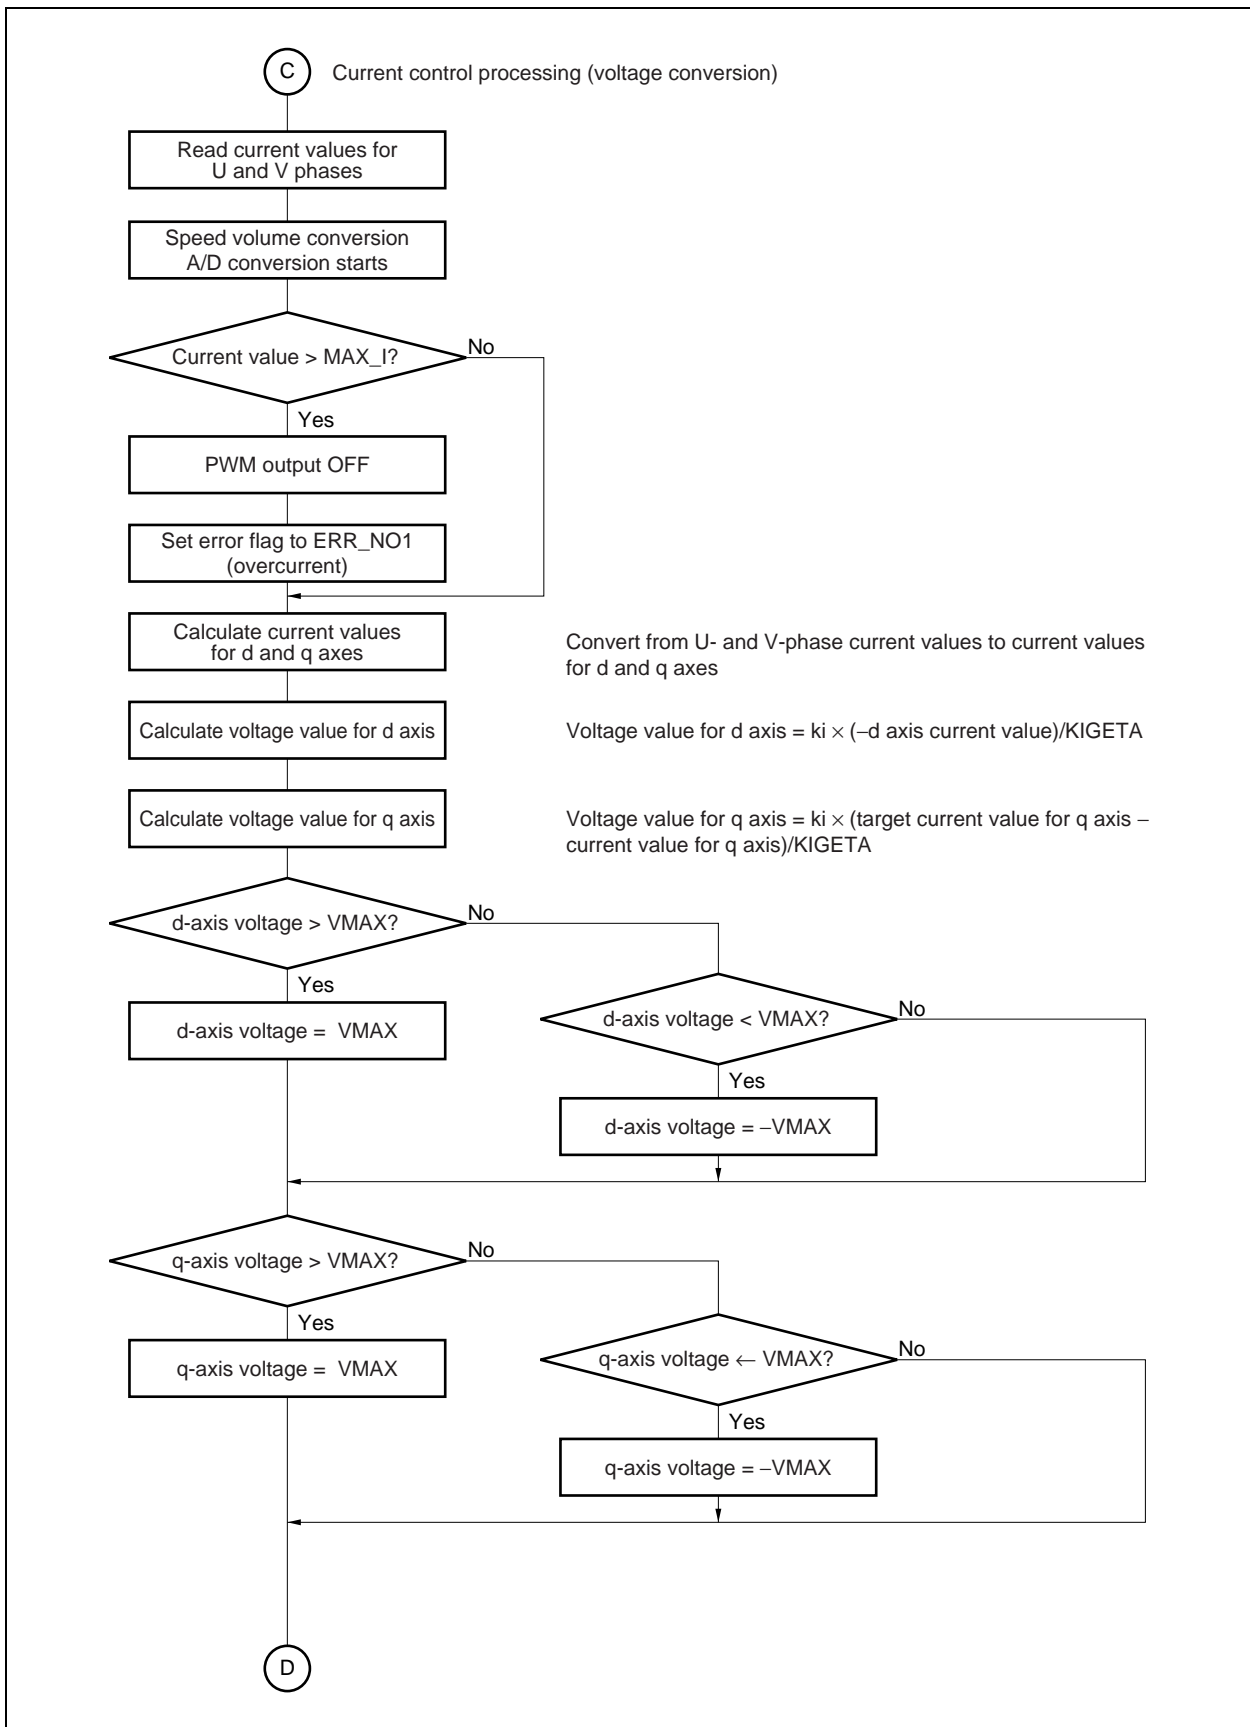 C
Current control processing (voltage conversion)
Read current values for
U and V phases
Speed volume conversion
A/D conversion starts
Current value > MAX_I?
No
Yes
PWM output OFF
Set error flag to ERR_NO1
(overcurrent)
Calculate current values
for d and q axes
Convert from U- and V-phase current values to current values
for d and q axes
Calculate voltage value for d axis
Voltage value for d axis = ki × (−d axis current value)/KIGETA
Calculate voltage value for q axis
Voltage value for q axis = ki × (target current value for q axis −
current value for q axis)/KIGETA
d-axis voltage > VMAX?
No
Yes
d-axis voltage = VMAX
d-axis voltage < VMAX?
No
Yes
d-axis voltage = −VMAX
q-axis voltage > VMAX?
No
Yes
q-axis voltage = VMAX
q-axis voltage ← VMAX?
No
Yes
q-axis voltage = −VMAX
D